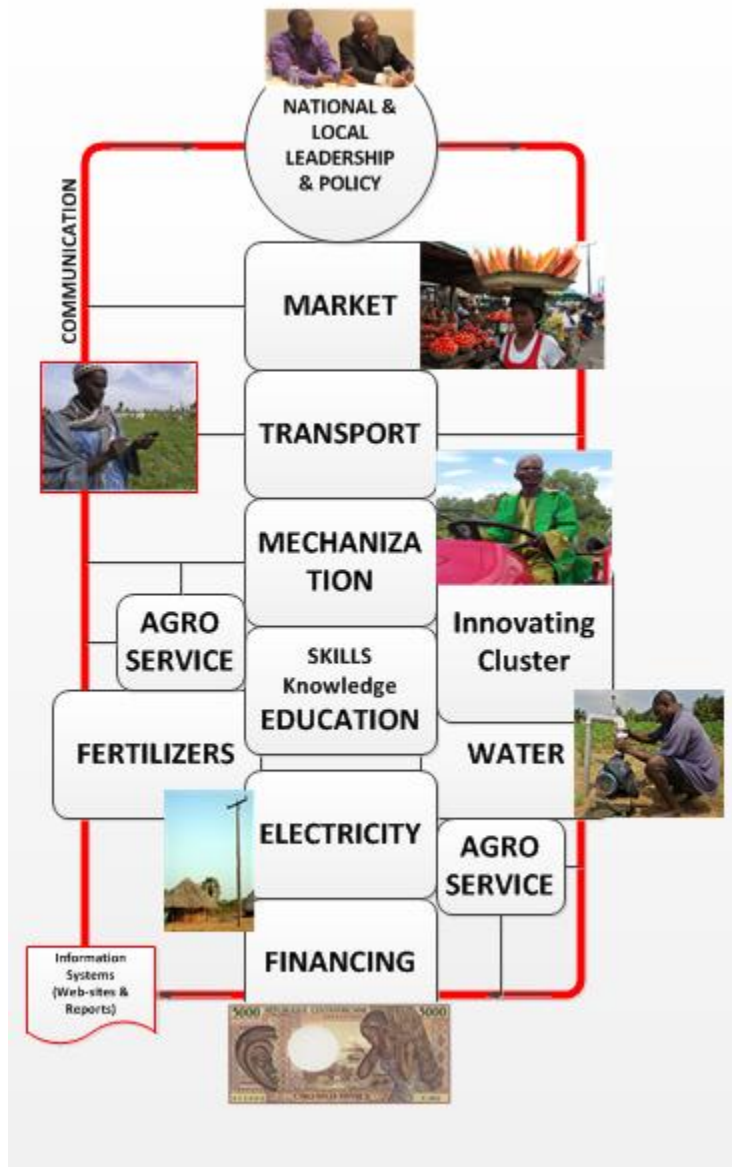 NATIONAL &
LOCAL
LEADERSHIP
& POLICY
COMMUNICATION
MARKET
TRANSPORT
MECHANIZA
TION
AGRO
SERVICE
Innovating
Cluster
SKILLS
Knowledge
EDUCATION
FERTILIZERS
WATER
ELECTRICITY
AGRO
SERVICE
FINANCING
Information
Systems
(Web-sites &
Reports)
5000
5000